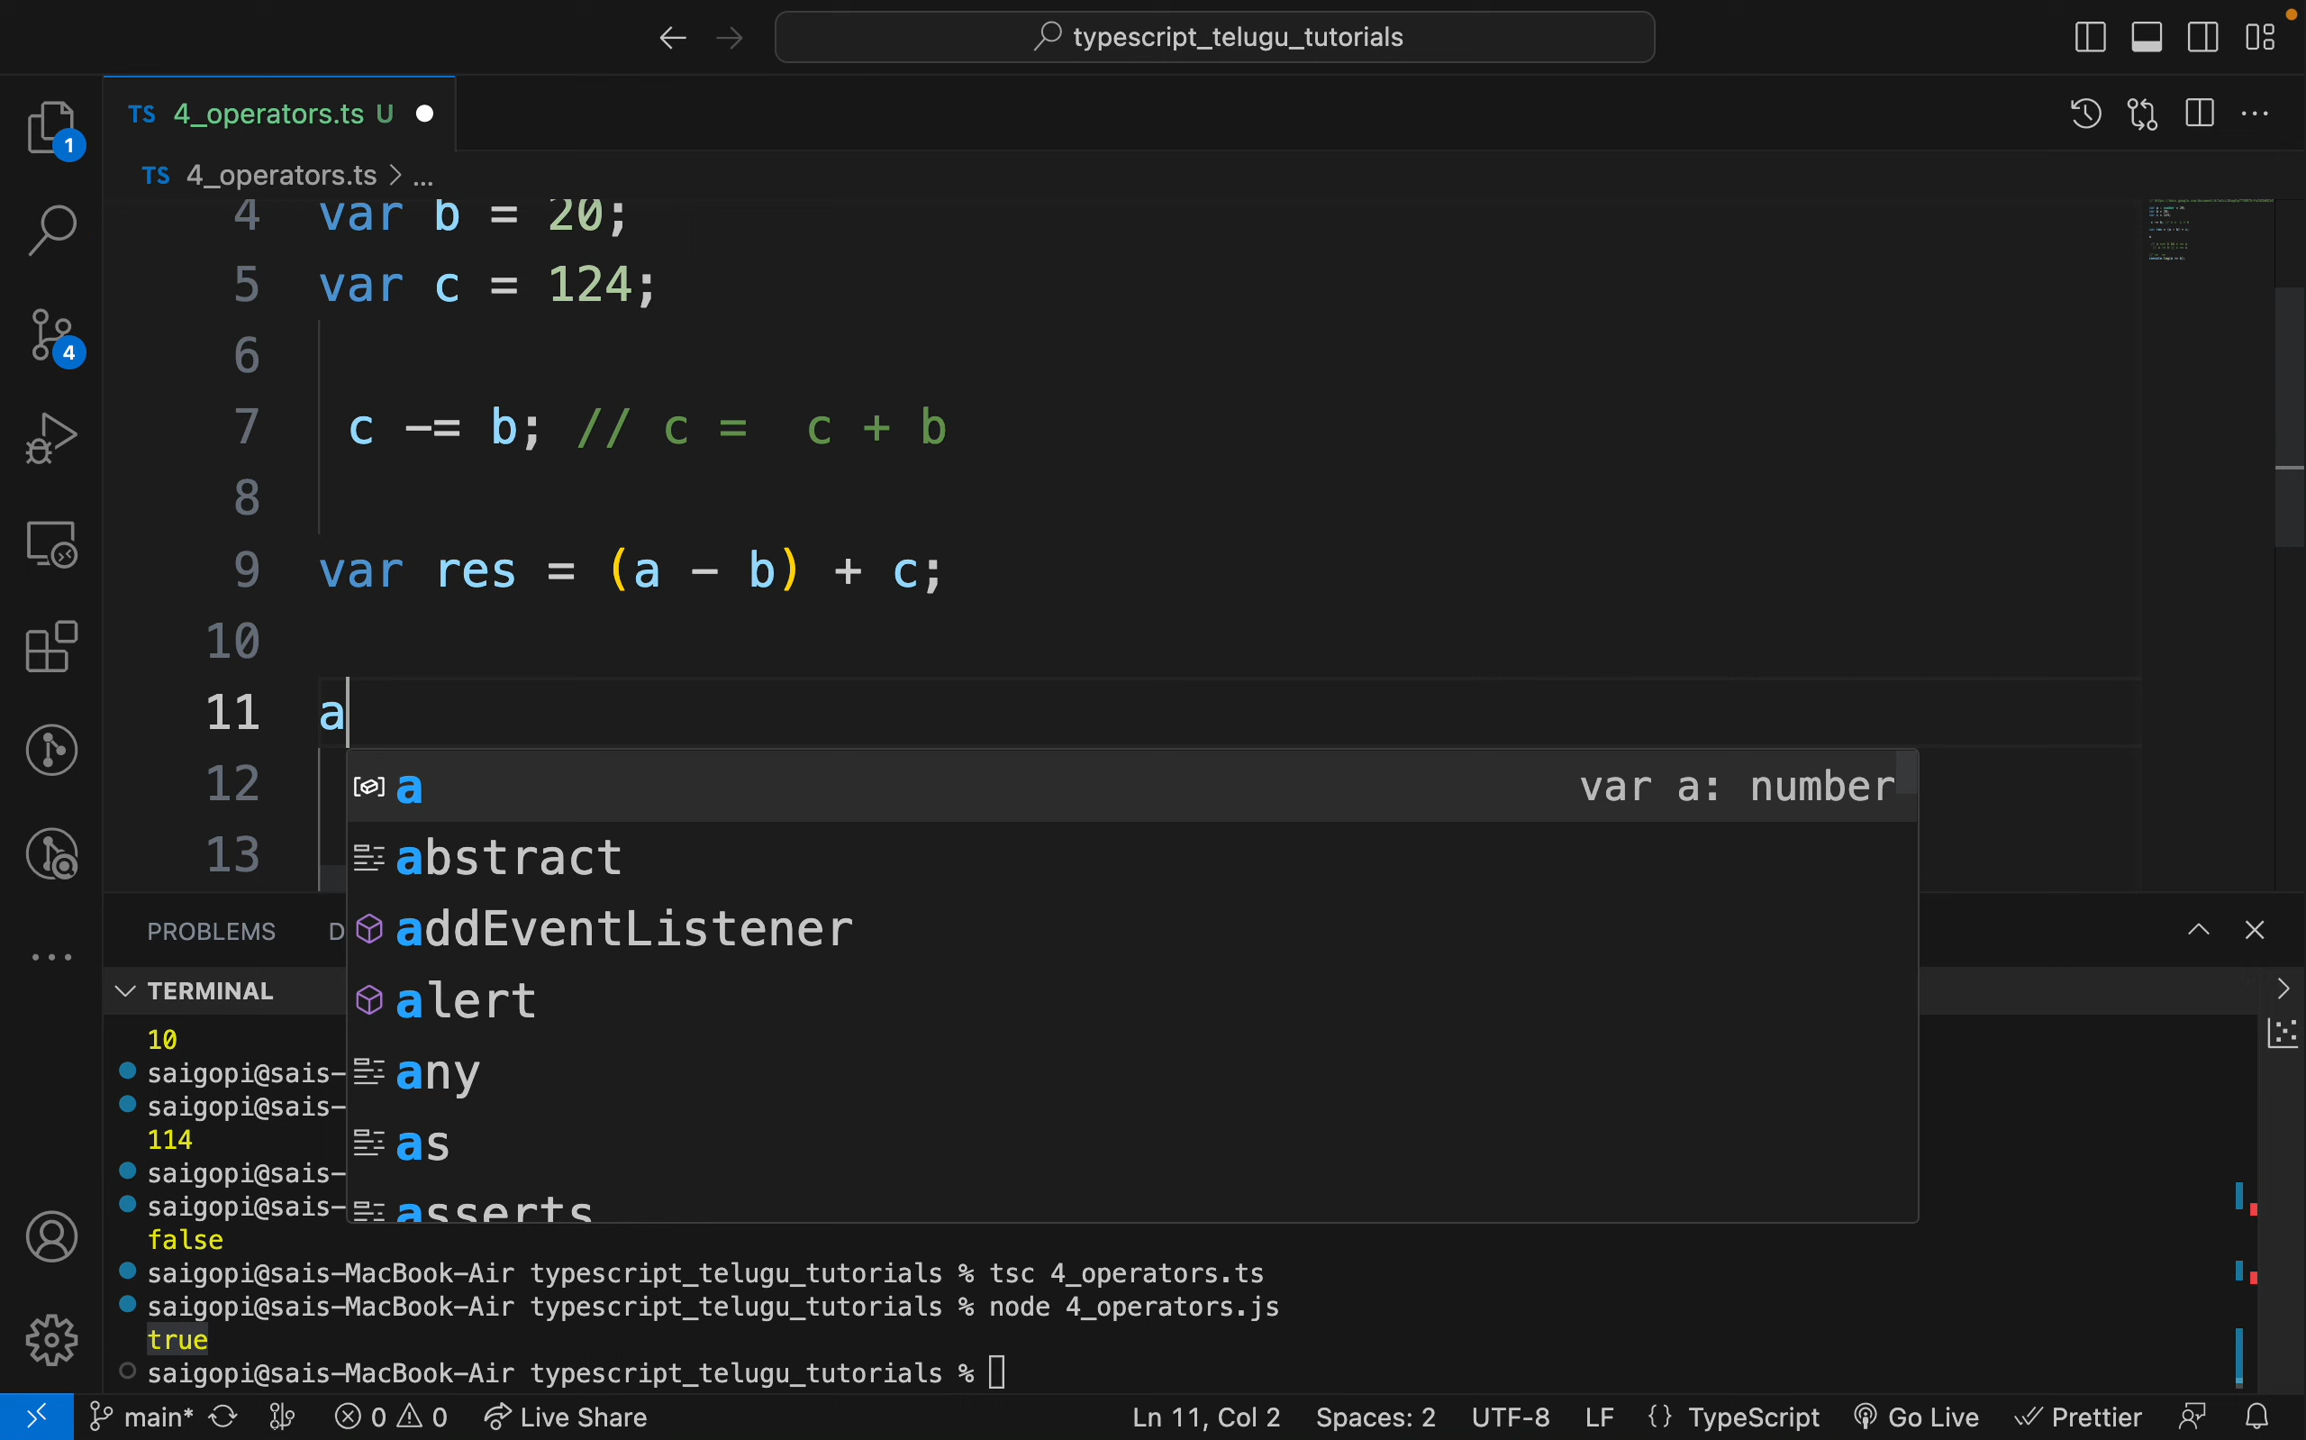 typescript_telugu_tutorials
TS 4_operators.ts U
TS 4_operators.ts > ...
4 var b = 20;
5 var c = 124;
6
7 c -= b; // c =  c + b
8
9 var res = (a - b) + c;
10
11 a
12
13
a var a: number
abstract
addEventListener
alert
any
as
asserts
1
4
PROBLEMS D
TERMINAL
10
saigopi@sais-
saigopi@sais-
114
saigopi@sais-
saigopi@sais-
false
saigopi@sais-MacBook-Air typescript_telugu_tutorials % tsc 4_operators.ts
saigopi@sais-MacBook-Air typescript_telugu_tutorials % node 4_operators.js
true
saigopi@sais-MacBook-Air typescript_telugu_tutorials %
main* 0 0 Live Share Ln 11, Col 2 Spaces: 2 UTF-8 LF {} TypeScript Go Live Prettier